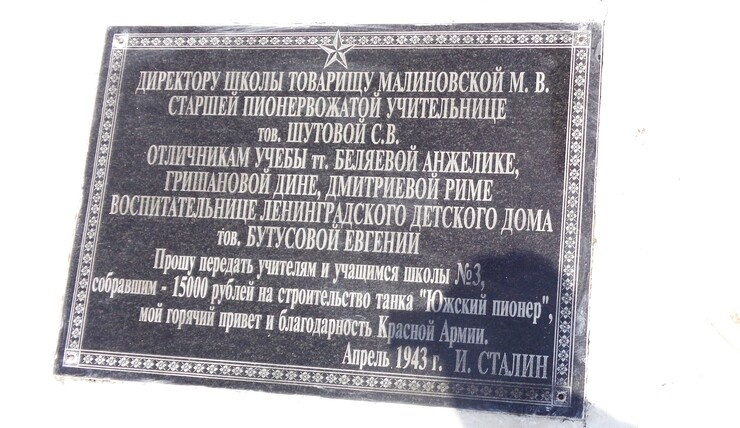 ДИРЕКТОРУ ШКОЛЫ ТОВАРИЩУ МАЛИНОВСКОЙ М. В.
СТАРШЕЙ ПИОНЕРВОЖАТОЙ УЧИТЕЛЬНИЦЕ
тов. ШУТОВОЙ С.В.
ОТЛИЧНИКАМ УЧЕБЫ тт. БЕЛЯЕВОЙ АНЖЕЛИКЕ,
ГРИШАНОВОЙ ДИНЕ, ДМИТРИЕВОЙ РИМЕ
ВОСПИТАТЕЛЬНИЦЕ ЛЕНИНГРАДСКОГО ДЕТСКОГО ДОМА
тов. БУТУСОВОЙ ЕВГЕНИИ
Прошу передать учителям и учащимся школы №3,
собравшим - 15000 рублей на строительство танка "Южский пионер",
мой горячий привет и благодарность Красной Армии.
Апрель 1943 г. И. СТАЛИН